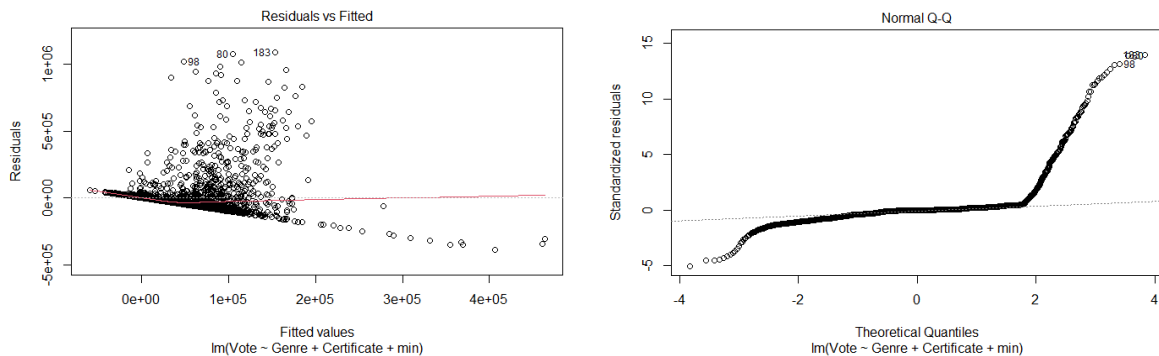 Residuals vs Fitted
Residuals
-5e+05 0e+00 5e+05 1e+06
98 80 183
0e+00 1e+05 2e+05 3e+05 4e+05
Fitted values
lm(Vote ~ Genre + Certificate + min)
Normal Q-Q
Standardized residuals
-5 0 5 10 15
98
-4 -2 0 2 4
Theoretical Quantiles
lm(Vote ~ Genre + Certificate + min)